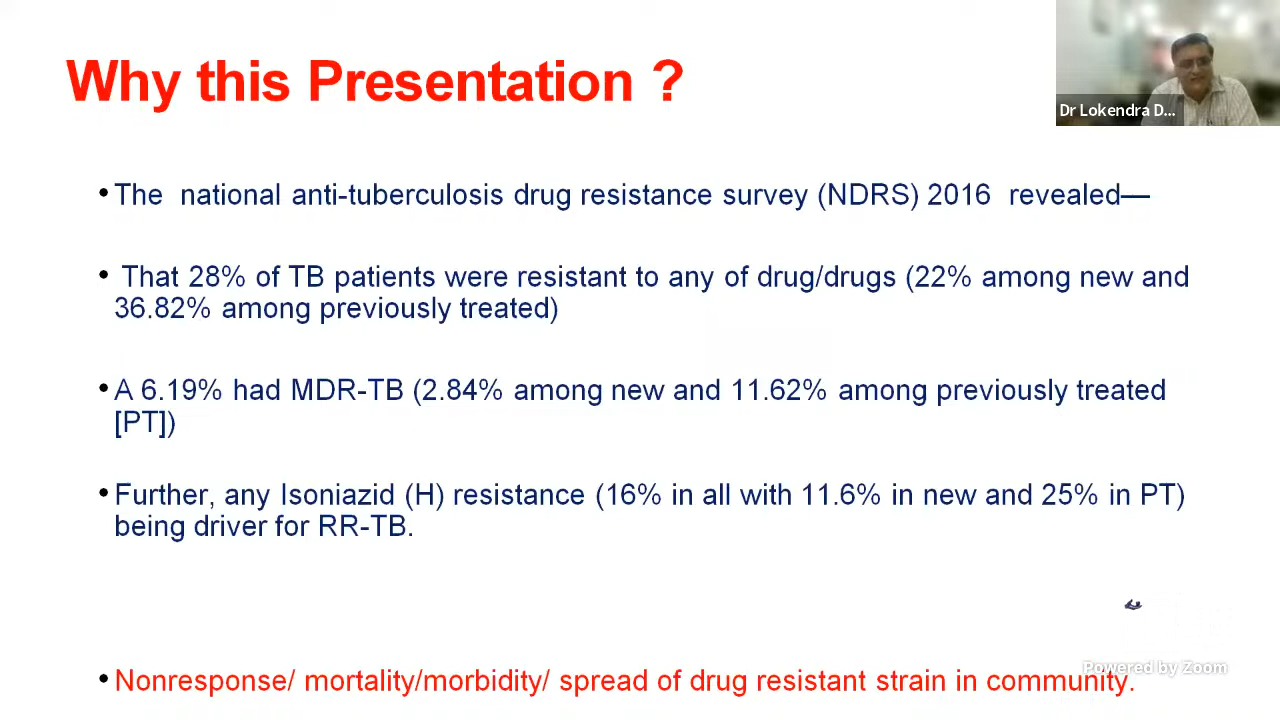 Why this Presentation ?
Dr Lokendra D...
•The national anti-tuberculosis drug resistance survey (NDRS) 2016 revealed—
• That 28% of TB patients were resistant to any of drug/drugs (22% among new and
36.82% among previously treated)
•A 6.19% had MDR-TB (2.84% among new and 11.62% among previously treated
[PT])
•Further, any Isoniazid (H) resistance (16% in all with 11.6% in new and 25% in PT)
being driver for RR-TB.
Powered by Zoom
•Nonresponse/ mortality/morbidity/ spread of drug resistant strain in community.